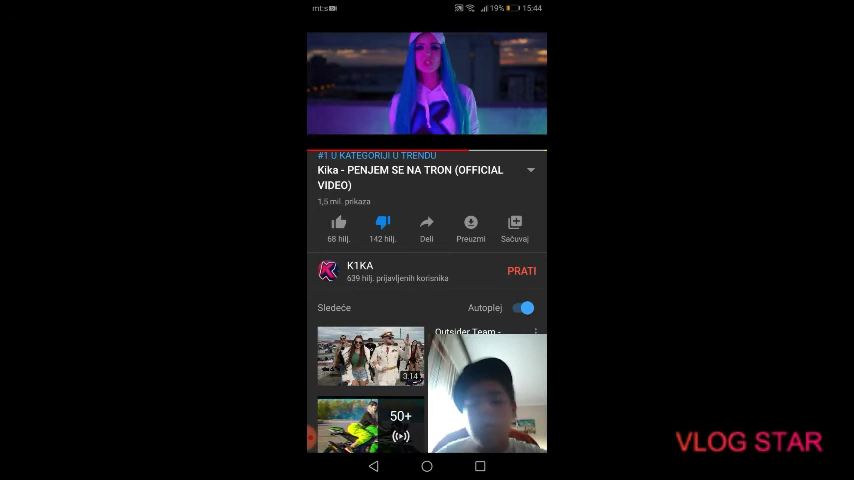 mt:s
19% 15:44
#1 U KATEGORIJI U TRENDU
Kika - PENJEM SE NA TRON (OFFICIAL
VIDEO)
1,5 mil. prikaza
68 hilj. 142 hilj. Deli Preuzmi Sačuvaj
K1KA
639 hilj. prijavljenih korisnika
PRATI
Sledeće Autoplej
Outsider Team -
3:14
50+
VLOG STAR